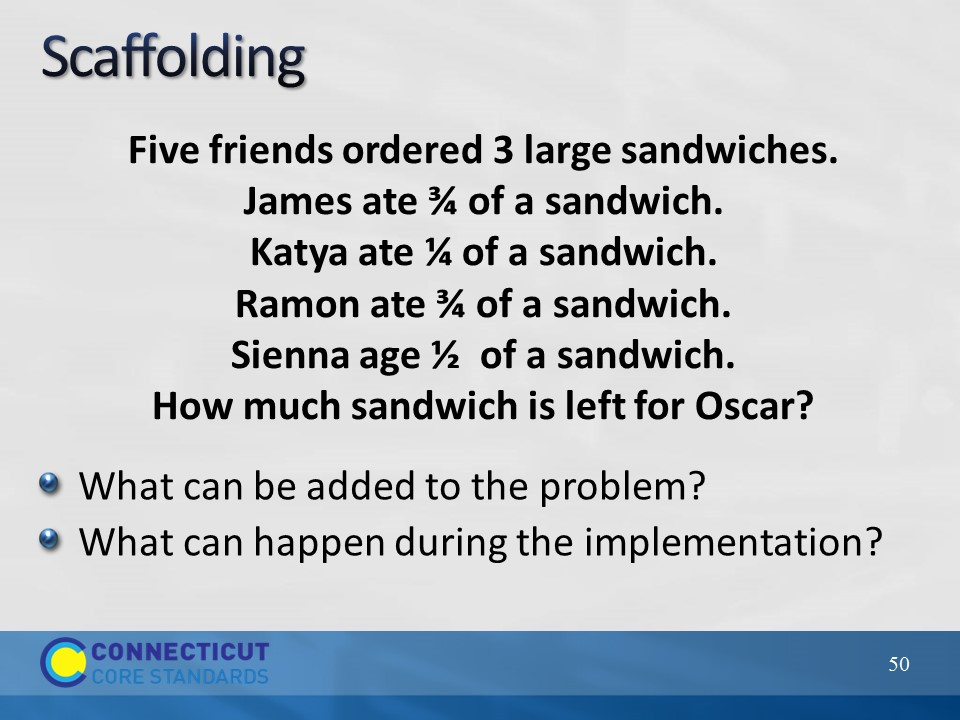 Scaffolding
Five friends ordered 3 large sandwiches.
James ate ¾ of a sandwich.
Katya ate ¼ of a sandwich.
Ramon ate ¾ of a sandwich.
Sienna age ½ of a sandwich.
How much sandwich is left for Oscar?
What can be added to the problem?
What can happen during the implementation?
CONNECTICUT
CORE STANDARDS
50